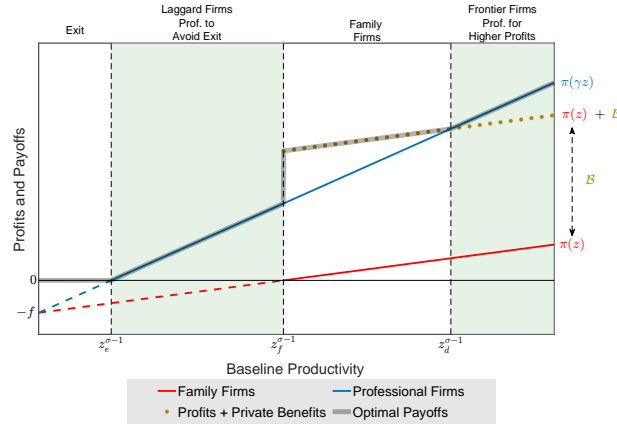 Exit
Laggard Firms
Prof. to
Avoid Exit
Family
Firms
Frontier Firms
Prof. for
Higher Profits
π(γz)
π(z) + ℬ
ℬ
π(z)
Profits and Payoffs
0
−f
z_e^{σ−1}
z_f^{σ−1}
z_d^{σ−1}
Baseline Productivity
Family Firms
Professional Firms
Profits + Private Benefits
Optimal Payoffs